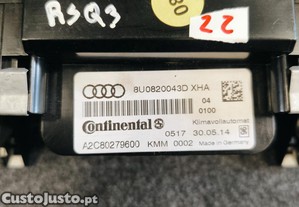 RSQ3
80
22
8U0820043D XHA
04
0100
Continental
Klimavollautomat
0517 30.05.14
A2C80279600 KMM 0002
Made in Germany
CustoJusto.pt